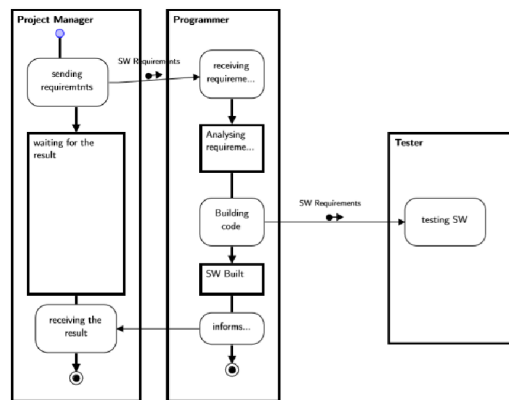 Project Manager
Programmer
SW Requirements
sending
requiremtnts
receiving
requireme...
waiting for the
result
Analysing
requireme...
Tester
SW Requirements
Building
code
testing SW
SW Built
receiving the
result
informs...